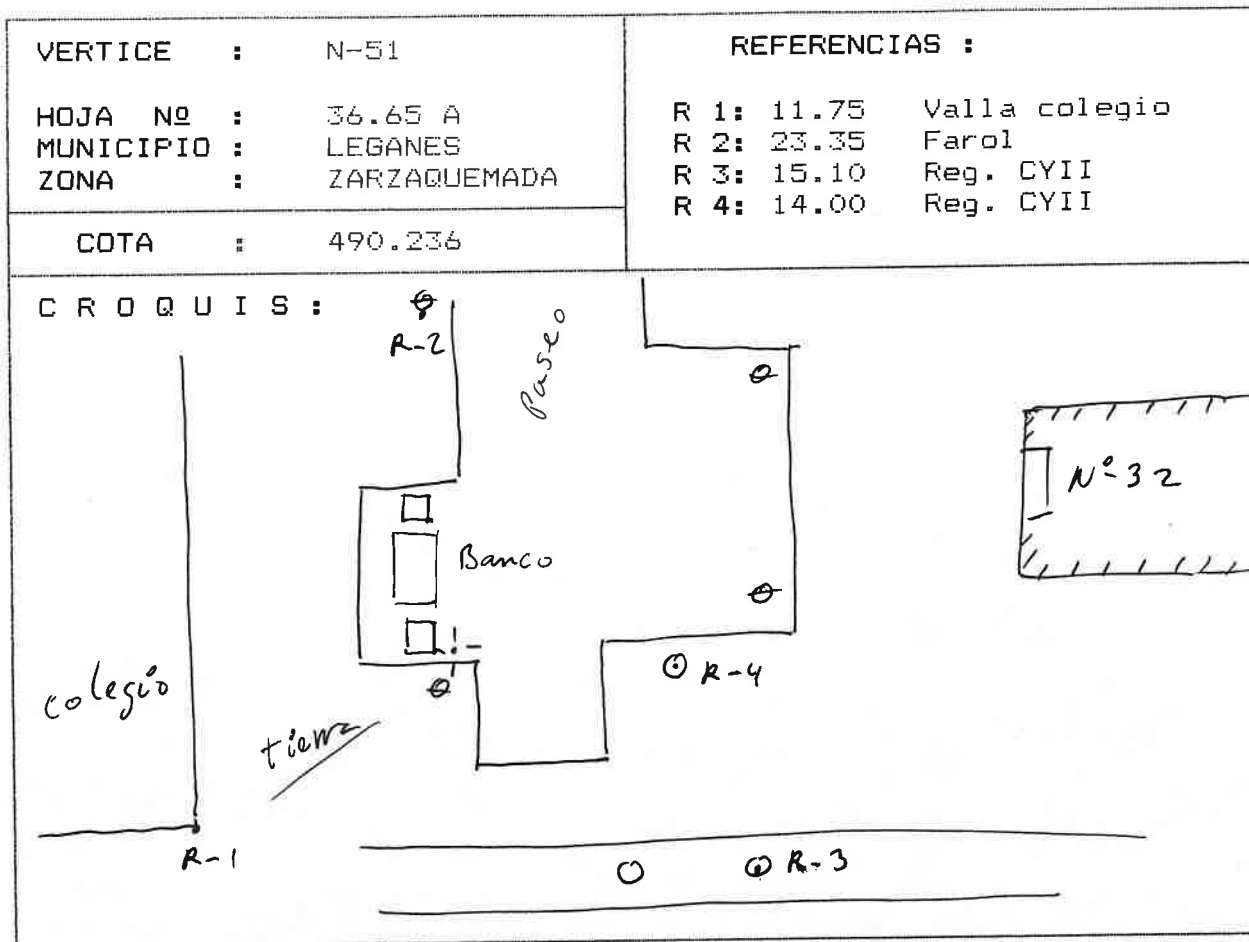 VERTICE : N-51
HOJA Nº : 36.65 A
MUNICIPIO : LEGANES
ZONA : ZARZAQUEMADA
COTA : 490.236
REFERENCIAS :
R 1: 11.75 Valla colegio
R 2: 23.35 Farol
R 3: 15.10 Reg. CYII
R 4: 14.00 Reg. CYII
CROQUIS:
R-2
Paseo
Nº 32
Banco
R-4
colegio
tierra
R-1
R-3